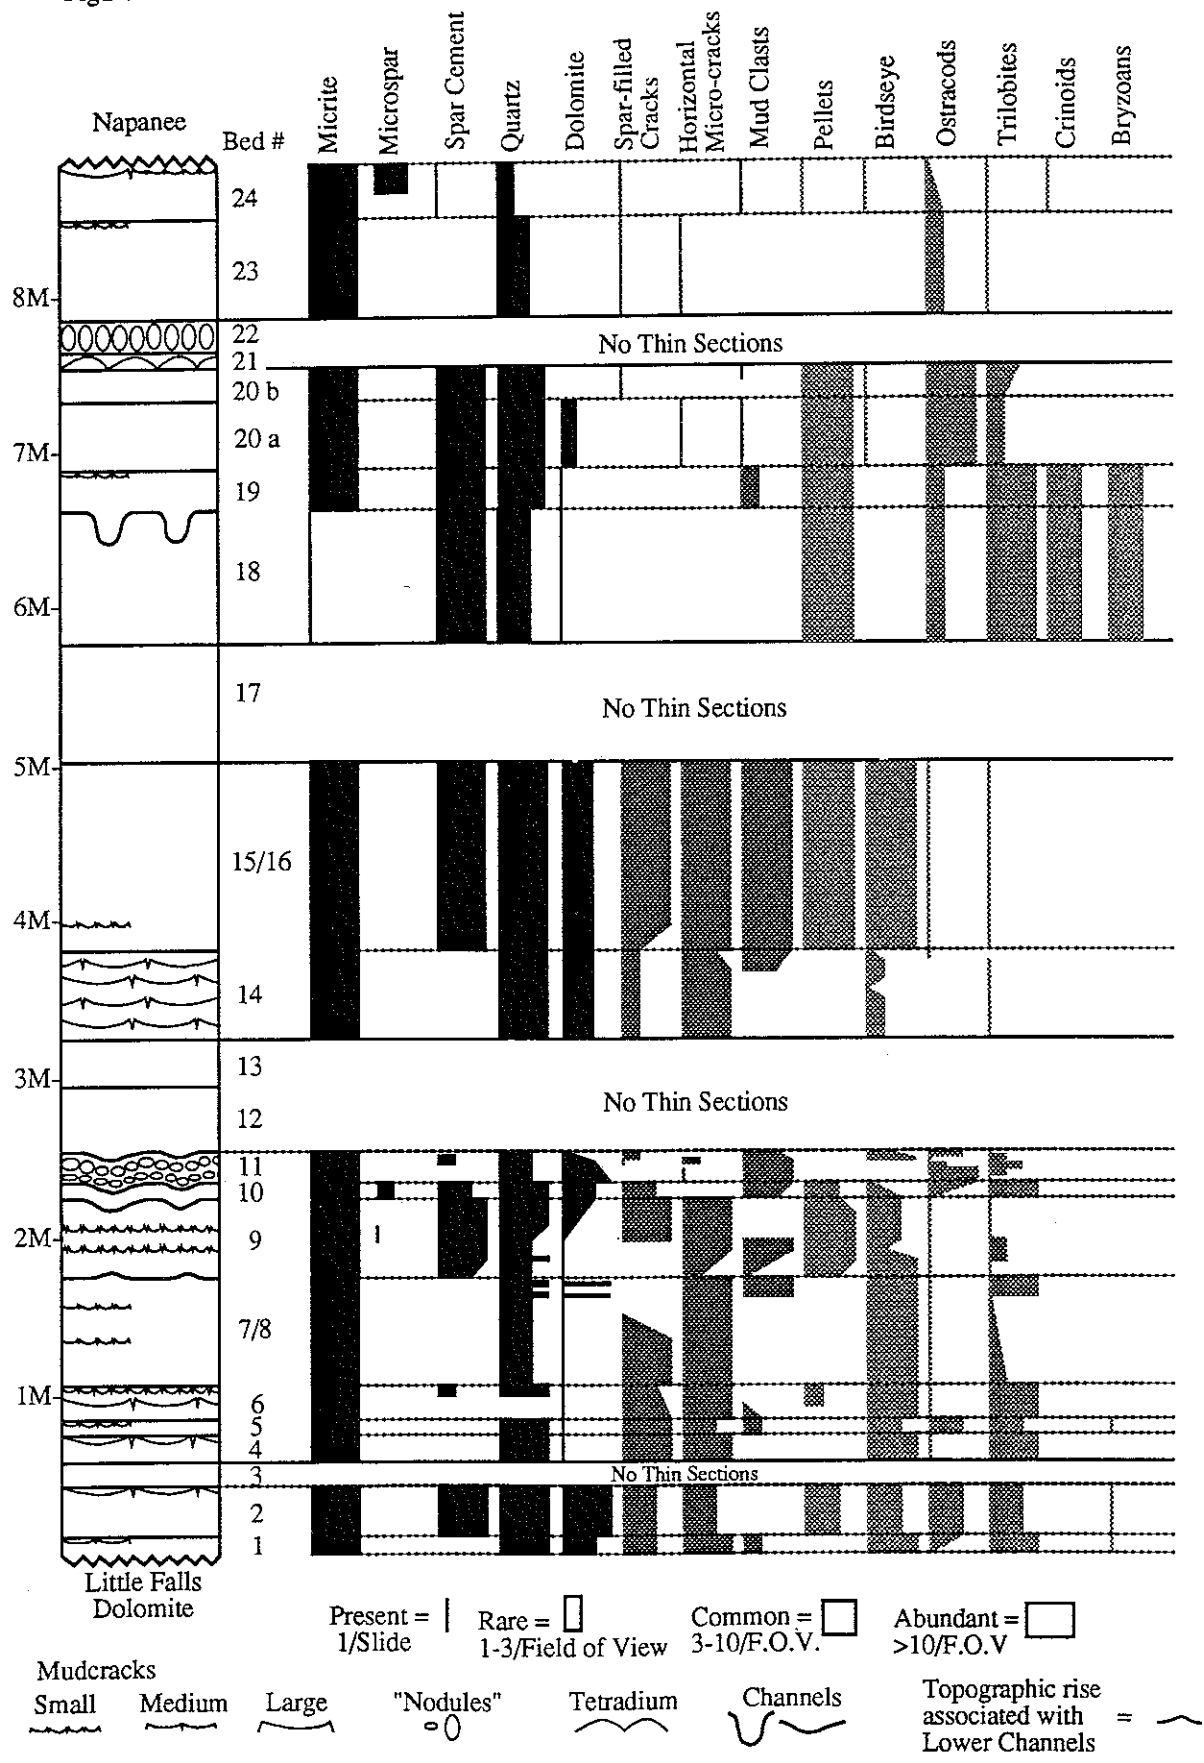 Napanee
Bed #
Micrite
Microspar
Spar Cement
Quartz
Dolomite
Spar-filled
Cracks
Horizontal
Micro-cracks
Mud Clasts
Pellets
Birdseye
Ostracods
Trilobites
Crinoids
Bryzoans
24
23
8M
22
No Thin Sections
21
20 b
20 a
7M
19
18
6M
17
No Thin Sections
5M
15/16
4M
14
13
3M
No Thin Sections
12
11
10
9
2M
7/8
1M
6
5
4
3
No Thin Sections
2
1
Little Falls
Dolomite
Present =
1/Slide
Rare =
1-3/Field of View
Common =
3-10/F.O.V.
Abundant =
>10/F.O.V
Mudcracks
Small
Medium
Large
"Nodules"
Tetradium
Channels
Topographic rise
associated with =
Lower Channels